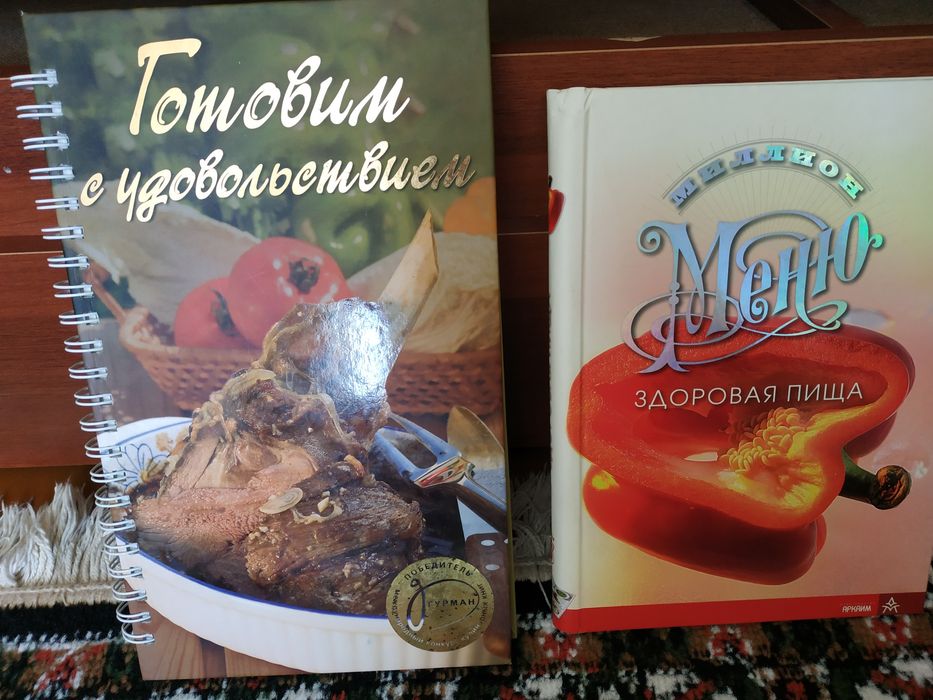 Готовим
с удовольствием
ПОБЕДИТЕЛЬ
ГУРМАН
МИЛЛИОН
Меню
ЗДОРОВАЯ ПИЩА
АРКАИМ